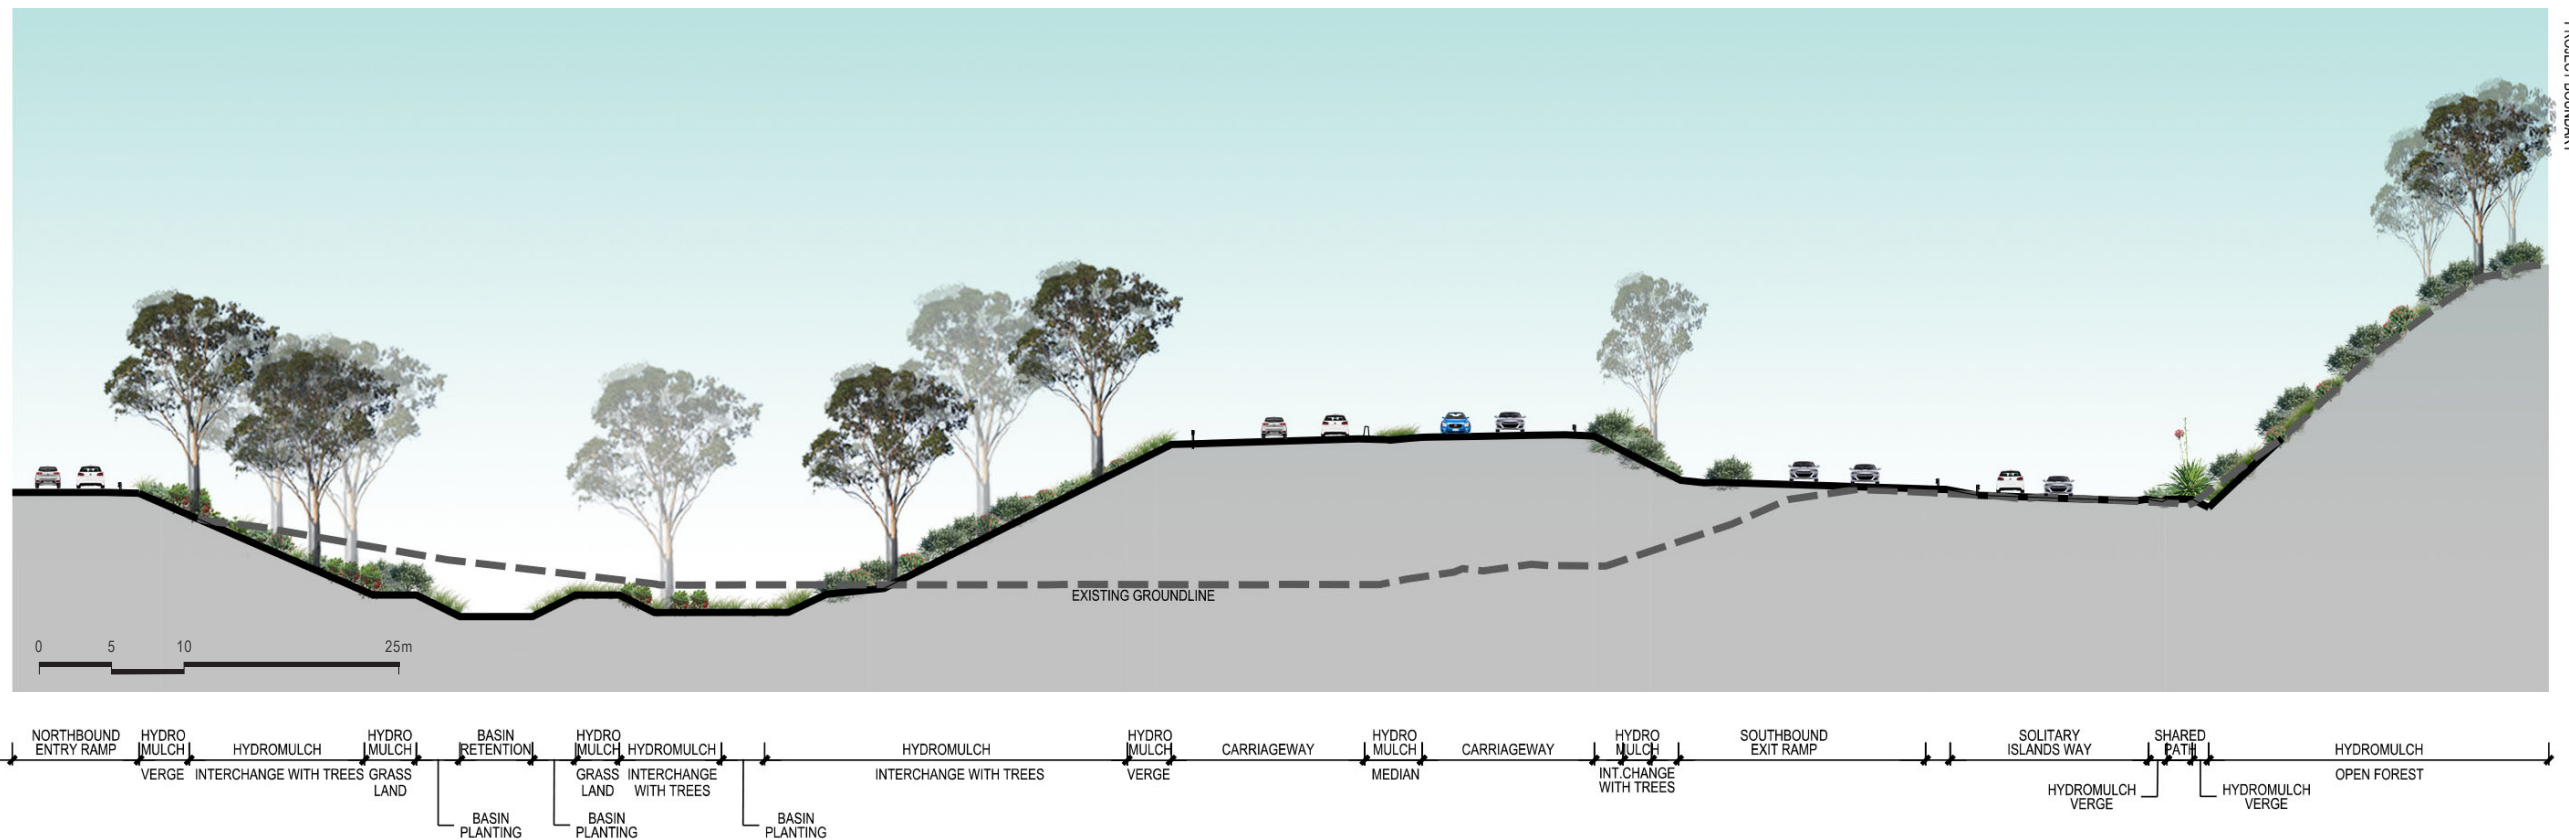 PROJECT BOUNDARY
EXISTING GROUNDLINE
0 5 10 25m
NORTHBOUND
ENTRY RAMP
HYDRO
MULCH
VERGE
HYDROMULCH
INTERCHANGE WITH TREES
HYDRO
MULCH
GRASS
LAND
BASIN
PLANTING
BASIN
RETENTION
BASIN
PLANTING
HYDRO
MULCH
GRASS
LAND
HYDROMULCH
INTERCHANGE
WITH TREES
BASIN
PLANTING
HYDROMULCH
INTERCHANGE WITH TREES
HYDRO
MULCH
VERGE
CARRIAGEWAY
HYDRO
MULCH
MEDIAN
CARRIAGEWAY
HYDRO
MULCH
INT.CHANGE
WITH TREES
SOUTHBOUND
EXIT RAMP
SOLITARY
ISLANDS WAY
HYDROMULCH
VERGE
SHARED
PATH
HYDROMULCH
VERGE
HYDROMULCH
OPEN FOREST